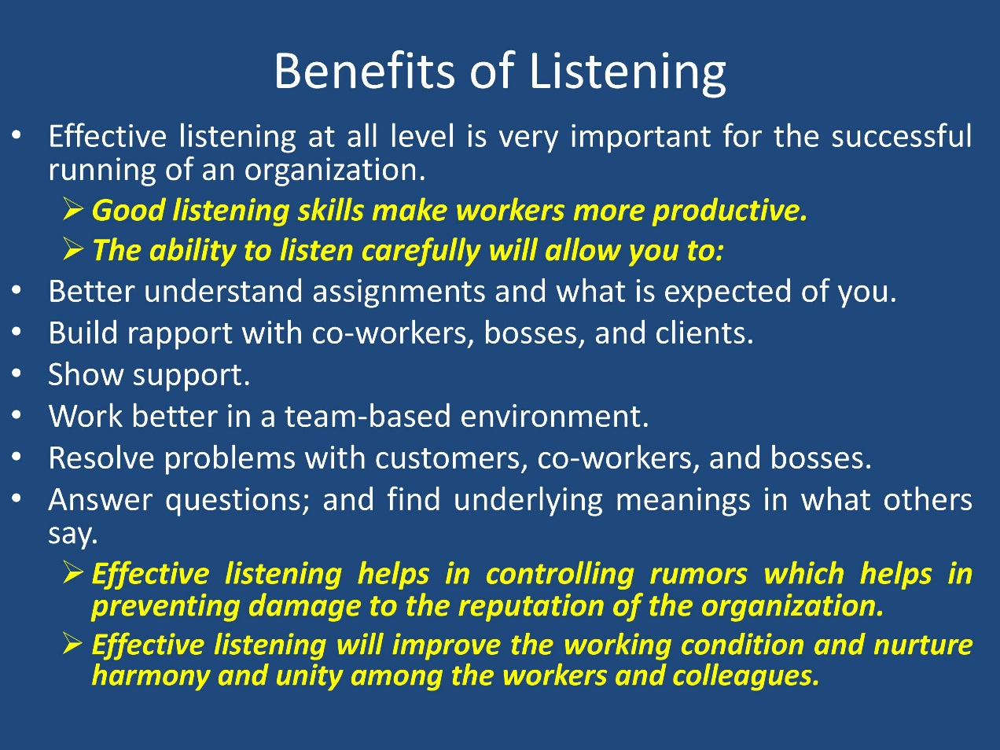 Benefits of Listening
• Effective listening at all level is very important for the successful
running of an organization.
➢ Good listening skills make workers more productive.
➢ The ability to listen carefully will allow you to:
• Better understand assignments and what is expected of you.
• Build rapport with co-workers, bosses, and clients.
• Show support.
• Work better in a team-based environment.
• Resolve problems with customers, co-workers, and bosses.
• Answer questions; and find underlying meanings in what others
say.
➢ Effective listening helps in controlling rumors which helps in
preventing damage to the reputation of the organization.
➢ Effective listening will improve the working condition and nurture
harmony and unity among the workers and colleagues.